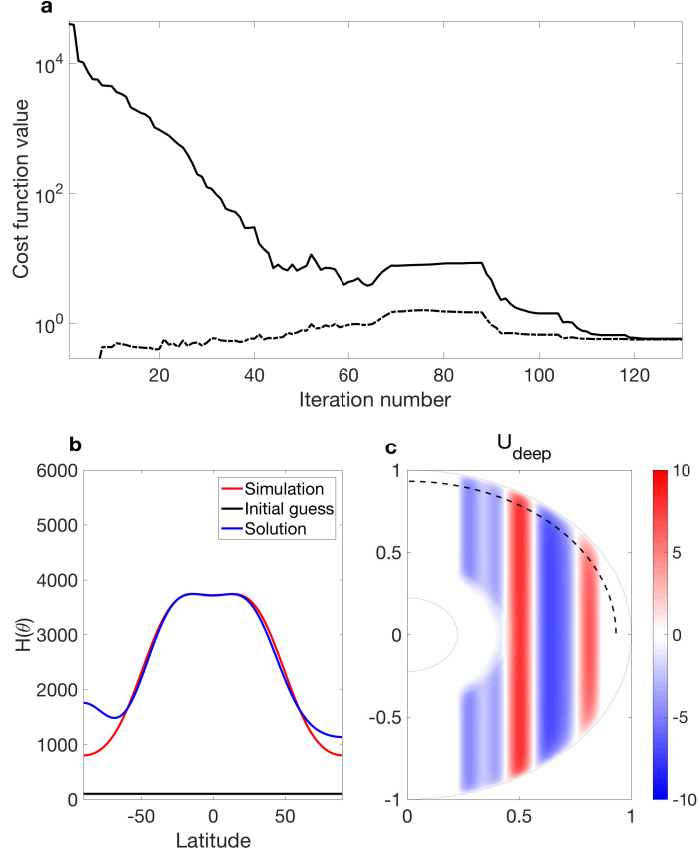 a
10^4
10^2
10^0
Cost function value
20 40 60 80 100 120
Iteration number
b
6000
5000
4000
3000
2000
1000
0
H(θ)
Simulation
Initial guess
Solution
-50 0 50
Latitude
c
U_deep
1
0.5
0
-0.5
-1
0 0.5 1
10
5
0
-5
-10